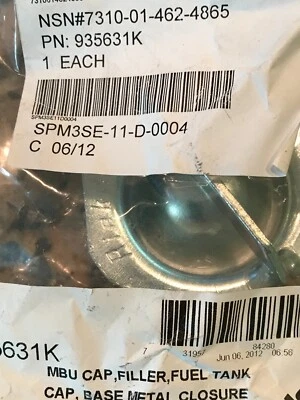 NSN#7310-01-462-4865
PN: 935631K
1 EACH
SPM3SE11D0004
SPM3SE-11-D-0004
C 06/12
5631K
84280
Jun 06, 2012 06:56
MBU CAP,FILLER,FUEL TANK
CAP, BASE METAL CLOSURE